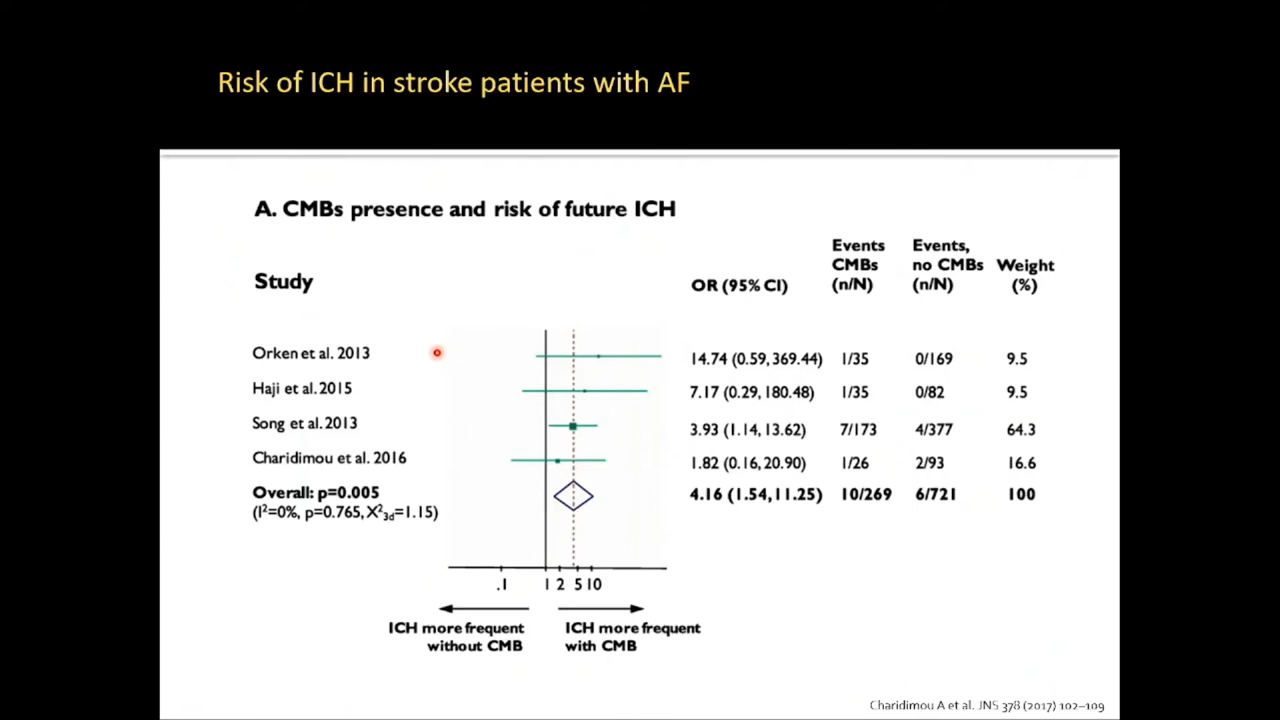 Risk of ICH in stroke patients with AF
A. CMBs presence and risk of future ICH
Study OR (95% CI) Events CMBs (n/N) Events, no CMBs (n/N) Weight (%)
Orken et al. 2013 14.74 (0.59, 369.44) 1/35 0/169 9.5
Haji et al. 2015 7.17 (0.29, 180.48) 1/35 0/82 9.5
Song et al. 2013 3.93 (1.14, 13.62) 7/173 4/377 64.3
Charidimou et al. 2016 1.82 (0.16, 20.90) 1/26 2/93 16.6
Overall: p=0.005 4.16 (1.54, 11.25) 10/269 6/721 100
(I²=0%, p=0.765, X²3d=1.15)
.1 1 2 5 10
ICH more frequent without CMB
ICH more frequent with CMB
Charidimou A et al. JNS 378 (2017) 102–109